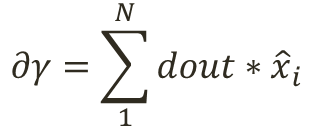 ∂γ = ∑₁ᴺ dout * x̂ᵢ